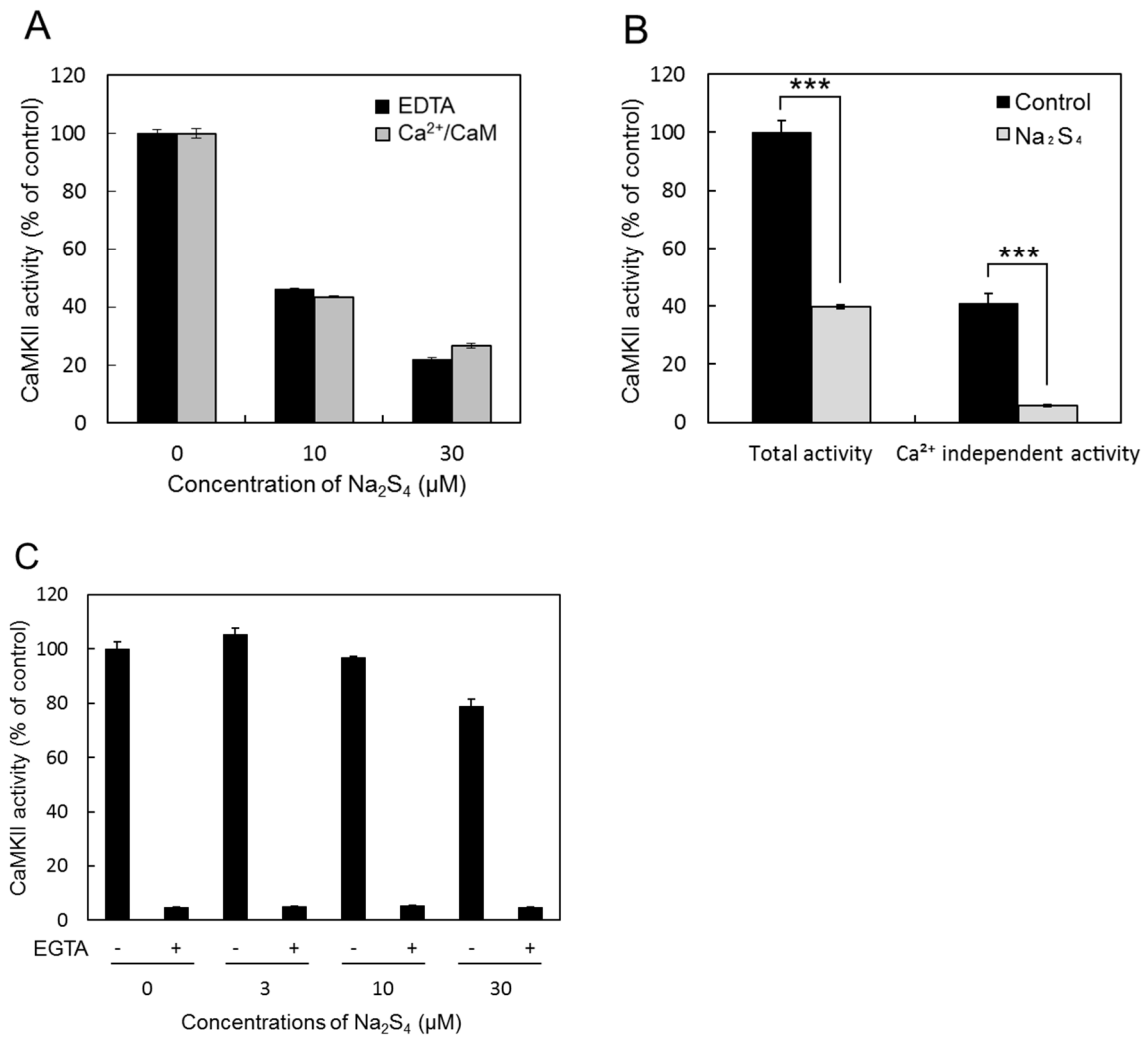 A
CaMKII activity (% of control)
120
100
80
60
40
20
0
EDTA
Ca²⁺/CaM
0 10 30
Concentration of Na₂S₄ (µM)
B
CaMKII activity (% of control)
120
100
80
60
40
20
0
***
***
Control
Na₂S₄
Total activity Ca²⁺ independent activity
C
CaMKII activity (% of control)
120
100
80
60
40
20
0
EGTA - + - + - + - +
0 3 10 30
Concentrations of Na₂S₄ (µM)